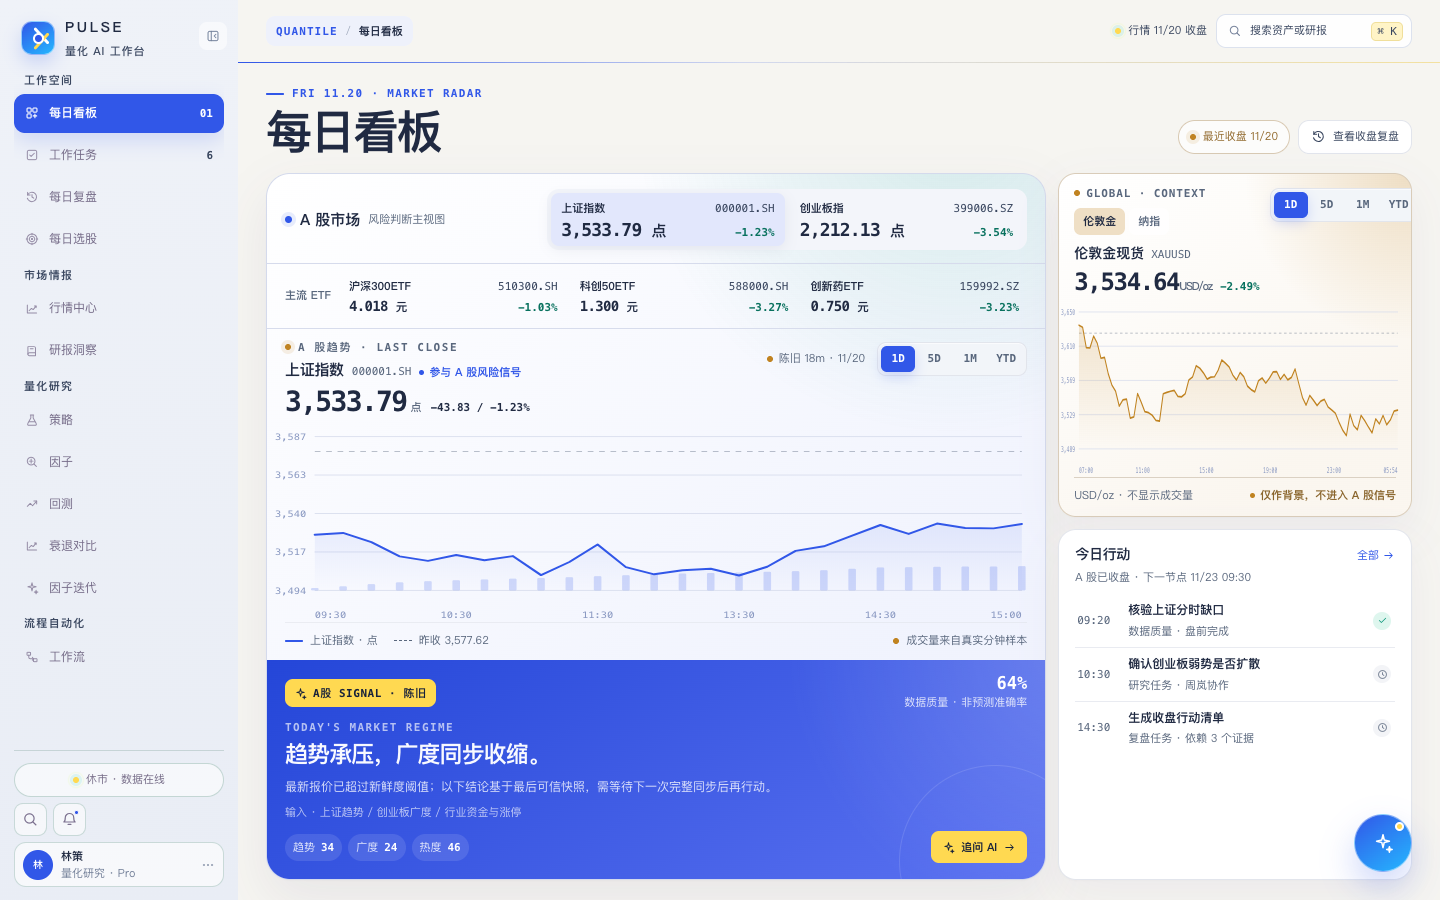 PULSE
量化 AI 工作台
工作空间
每日看板 01
工作任务 6
每日复盘
每日选股
市场情报
行情中心
研报洞察
量化研究
策略
因子
回测
衰退对比
因子迭代
流程自动化
工作流
休市 · 数据在线
林
林策
量化研究 · Pro
QUANTILE / 每日看板
行情 11/20 收盘
搜索资产或研报
⌘ K
FRI 11.20 · MARKET RADAR
每日看板
最近收盘 11/20
查看收盘复盘
A 股市场 风险判断主视图
上证指数 000001.SH
3,533.79 点 -1.23%
创业板指 399006.SZ
2,212.13 点 -3.54%
主流 ETF
沪深300ETF 510300.SH
4.018 元 -1.03%
科创50ETF 588000.SH
1.300 元 -3.27%
创新药ETF 159992.SZ
0.750 元 -3.23%
A 股趋势 · LAST CLOSE
上证指数 000001.SH 参与 A 股风险信号
陈旧 18m · 11/20
1D 5D 1M YTD
3,533.79 点 -43.83 / -1.23%
3,587
3,563
3,540
3,517
3,494
09:30 10:30 11:30 13:30 14:30 15:00
上证指数 · 点 昨收 3,577.62
成交量来自真实分钟样本
A股 SIGNAL · 陈旧
64%
数据质量 · 非预测准确率
TODAY'S MARKET REGIME
趋势承压，广度同步收缩。
最新报价已超过新鲜度阈值；以下结论基于最后可信快照，需等待下一次完整同步后再行动。
输入 · 上证趋势 / 创业板广度 / 行业资金与涨停
趋势 34
广度 24
热度 46
追问 AI →
GLOBAL · CONTEXT
伦敦金 纳指
1D 5D 1M YTD
伦敦金现货 XAUUSD
3,534.64 USD/oz -2.49%
3,650
3,610
3,569
3,529
3,489
07:00 11:00 15:00 19:00 23:00 05:54
USD/oz · 不显示成交量
仅作背景，不进入 A 股信号
今日行动
全部 →
A 股已收盘 · 下一节点 11/23 09:30
09:20
核验上证分时缺口
数据质量 · 盘前完成
10:30
确认创业板弱势是否扩散
研究任务 · 周岚协作
14:30
生成收盘行动清单
复盘任务 · 依赖 3 个证据